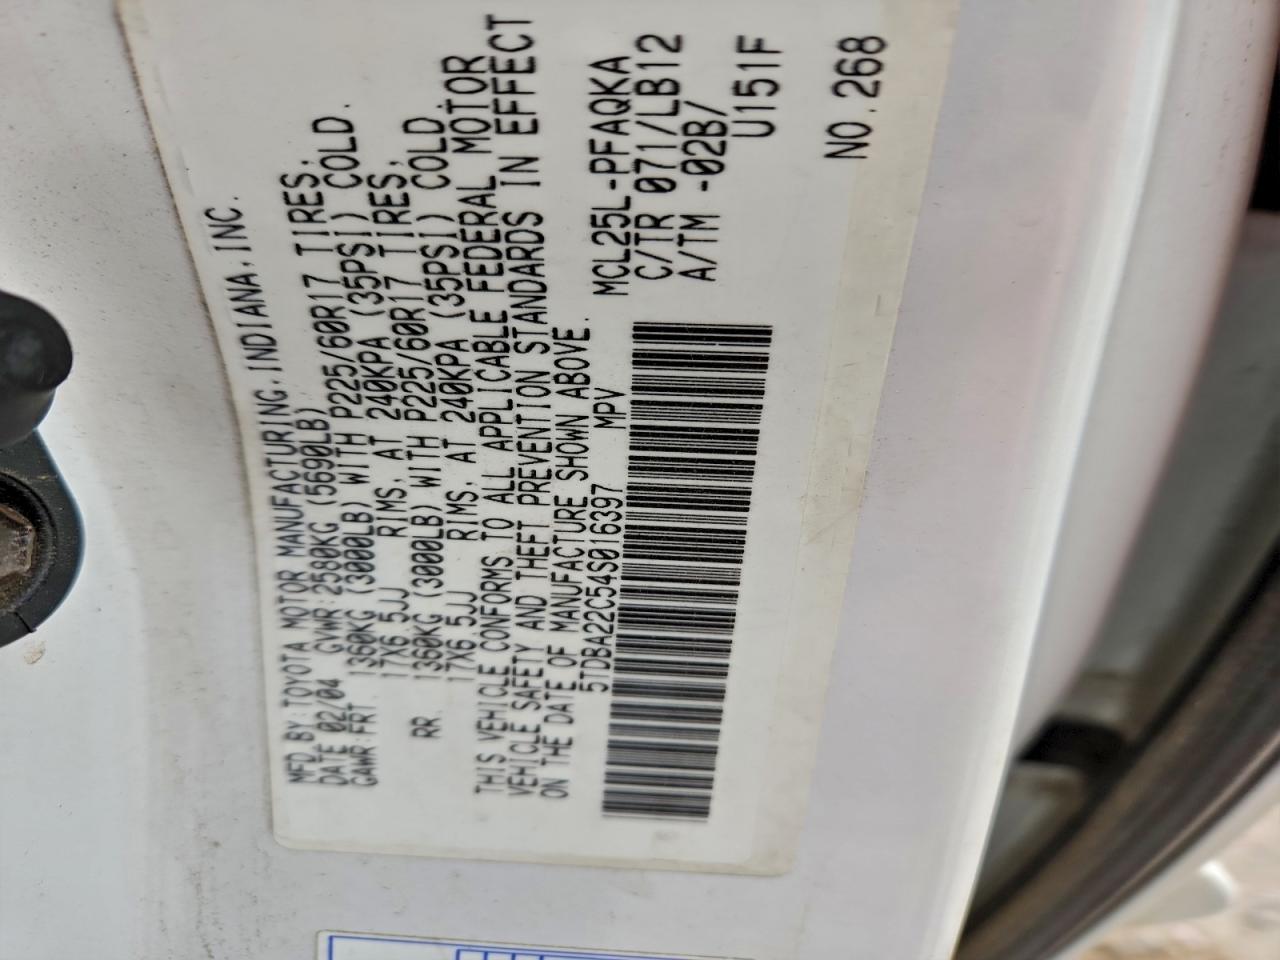 MFD.BY:TOYOTA MOTOR MANUFACTURING,INDIANA,INC.
DATE 02/04 GVWR:2580KG (5690LB)
GAWR:FRT. 1360KG (3000LB) WITH P225/60R17 TIRES,
17X6.5JJ RIMS, AT 240KPA (35PSI) COLD.
RR. 1360KG (3000LB) WITH P225/60R17 TIRES,
17X6.5JJ RIMS, AT 240KPA (35PSI) COLD.
THIS VEHICLE CONFORMS TO ALL APPLICABLE FEDERAL MOTOR
VEHICLE SAFETY AND THEFT PREVENTION STANDARDS IN EFFECT
ON THE DATE OF MANUFACTURE SHOWN ABOVE.
5TDBA22C54S016397 MPV
MCL25L-PFAQKA
C/TR 071/LB12
A/TM -02B/
U151F
NO.268